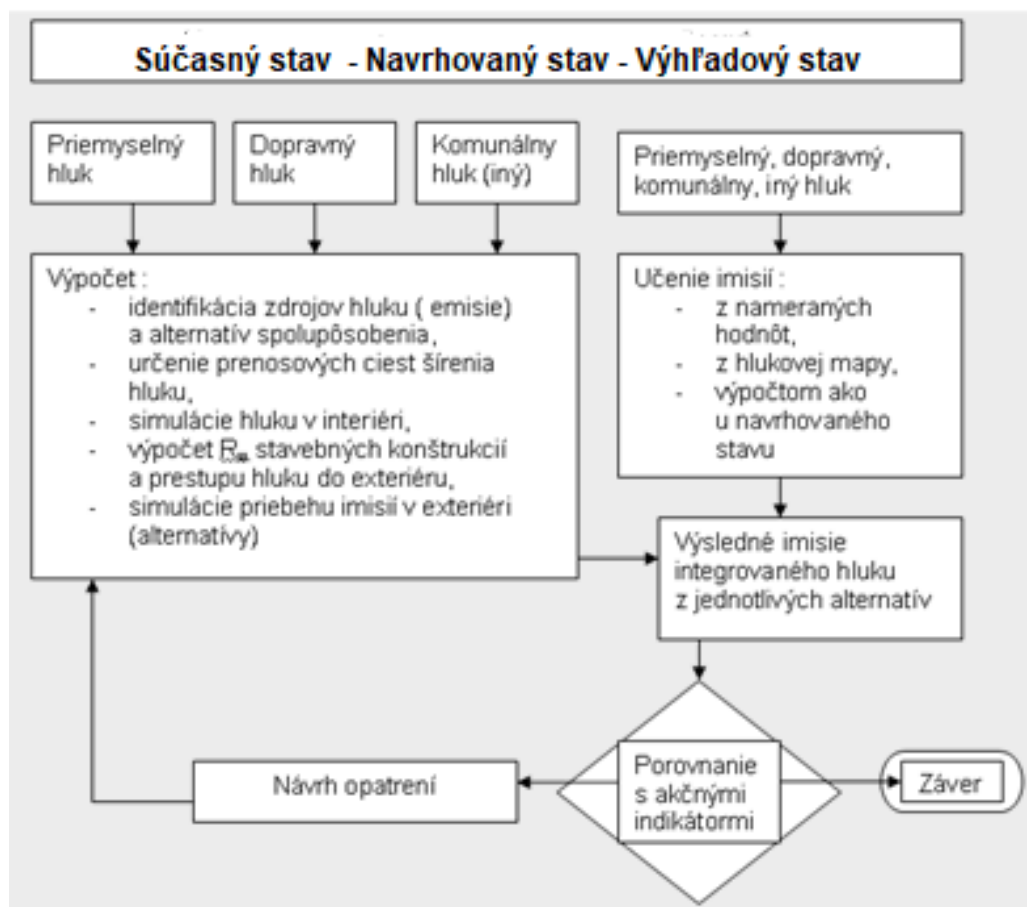 Súčasný stav - Navrhovaný stav - Výhľadový stav
Priemyselný
hluk
Dopravný
hluk
Komunálny
hluk (iný)
Priemyselný, dopravný,
komunálny, iný hluk
Výpočet :
- identifikácia zdrojov hluku ( emisie)
a alternatív spolupôsobenia,
- určenie prenosových ciest šírenia
hluku,
- simulácie hluku v interiéri,
- výpočet R stavebných konštrukcií
a prestupu hluku do exteriéru,
- simulácie priebehu imisií v exteriéri
(alternatívy)
Učenie imisií :
- z nameraných
hodnôt,
- z hlukovej mapy,
- výpočtom ako
u navrhovaného
stavu
Výsledné imisie
integrovaného hluku
z jednotlivých alternatív
Návrh opatrení
Porovnanie
s akčnými
indikátormi
Záver